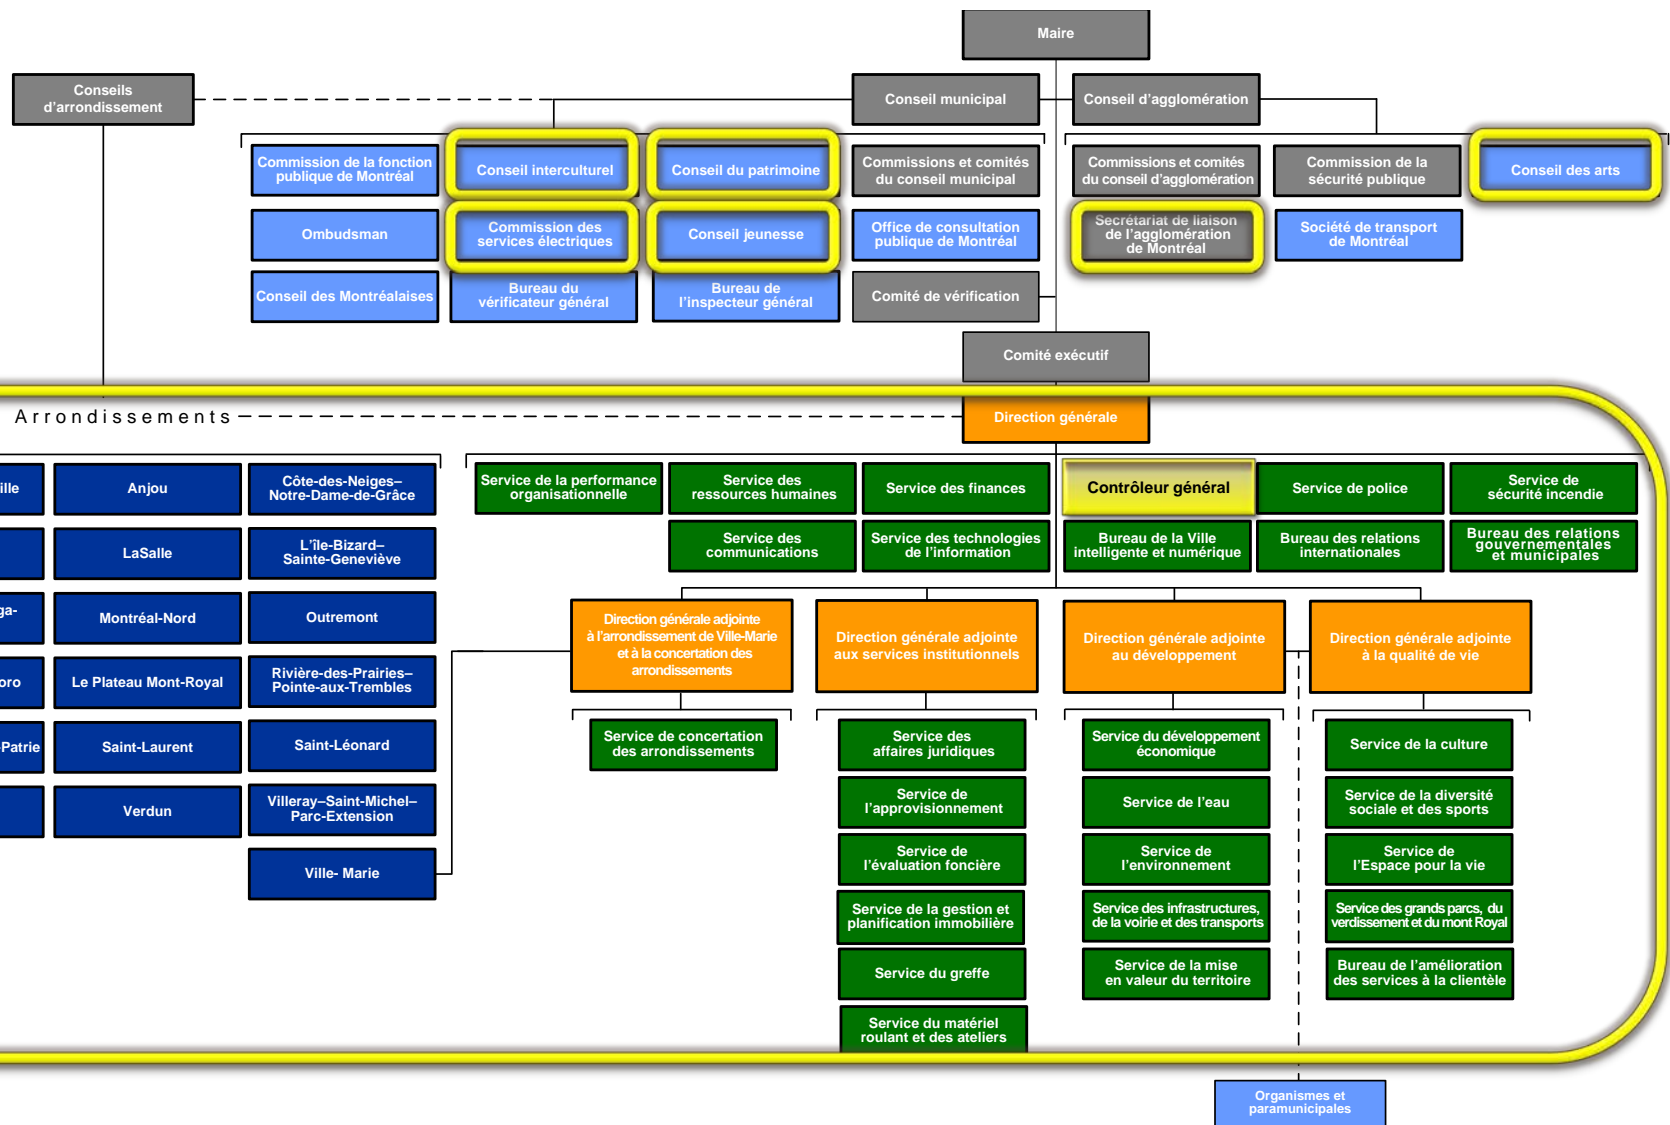 Maire
Conseils
d'arrondissement
Conseil municipal
Conseil d'agglomération
Commission de la fonction
publique de Montréal
Conseil interculturel
Conseil du patrimoine
Commissions et comités
du conseil municipal
Commissions et comités
du conseil d'agglomération
Commission de la
sécurité publique
Conseil des arts
Ombudsman
Commission des
services électriques
Conseil jeunesse
Office de consultation
publique de Montréal
Secrétariat de liaison
de l'agglomération
de Montréal
Société de transport
de Montréal
Conseil des Montréalaises
Bureau du
vérificateur général
Bureau de
l'inspecteur général
Comité de vérification
Comité exécutif
Arrondissements
Direction générale
ille
Anjou
Côte-des-Neiges–
Notre-Dame-de-Grâce
Service de la performance
organisationnelle
Service des
ressources humaines
Service des finances
Contrôleur général
Service de police
Service de
sécurité incendie
LaSalle
L'île-Bizard–
Sainte-Geneviève
Service des
communications
Service des technologies
de l'information
Bureau de la Ville
intelligente et numérique
Bureau des relations
internationales
Bureau des relations
gouvernementales
et municipales
ga-
Montréal-Nord
Outremont
Direction générale adjointe
à l'arrondissement de Ville-Marie
et à la concertation des
arrondissements
Direction générale adjointe
aux services institutionnels
Direction générale adjointe
au développement
Direction générale adjointe
à la qualité de vie
oro
Le Plateau Mont-Royal
Rivière-des-Prairies–
Pointe-aux-Trembles
-Patrie
Saint-Laurent
Saint-Léonard
Service de concertation
des arrondissements
Service des
affaires juridiques
Service du développement
économique
Service de la culture
Verdun
Villeray–Saint-Michel–
Parc-Extension
Service de
l'approvisionnement
Service de l'eau
Service de la diversité
sociale et des sports
Ville- Marie
Service de
l'évaluation foncière
Service de
l'environnement
Service de
l'Espace pour la vie
Service de la gestion et
planification immobilière
Service des infrastructures,
de la voirie et des transports
Service des grands parcs, du
verdissement et du mont Royal
Service du greffe
Service de la mise
en valeur du territoire
Bureau de l'amélioration
des services à la clientèle
Service du matériel
roulant et des ateliers
Organismes et
paramunicipales